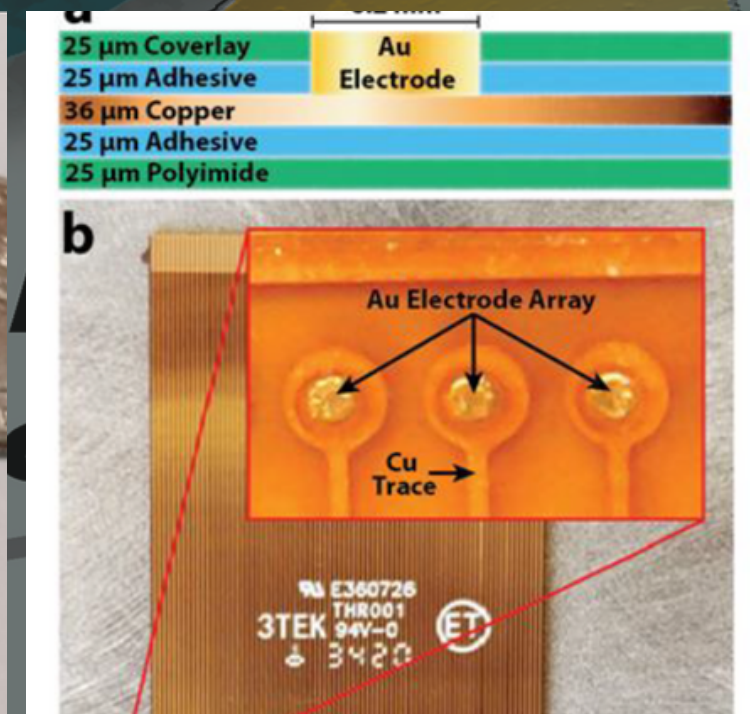 a
25 µm Coverlay
Au
25 µm Adhesive
Electrode
36 µm Copper
25 µm Adhesive
25 µm Polyimide
b
Au Electrode Array
Cu
Trace
E360726
THR001
3TEK 94V-0
ET
3420